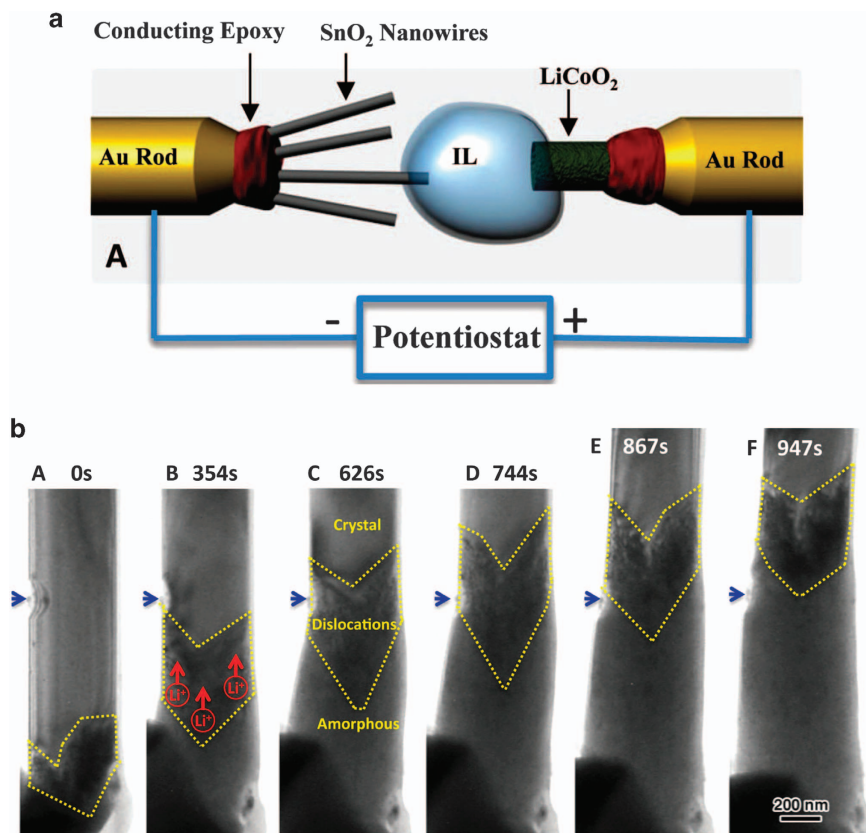 a
Conducting Epoxy
SnO₂ Nanowires
LiCoO₂
Au Rod
IL
Au Rod
A
-
Potentiostat
+
b
A 0s
B 354s
C 626s
D 744s
E 867s
F 947s
Crystal
Dislocations
Li⁺
Li⁺
Li⁺
Amorphous
200 nm